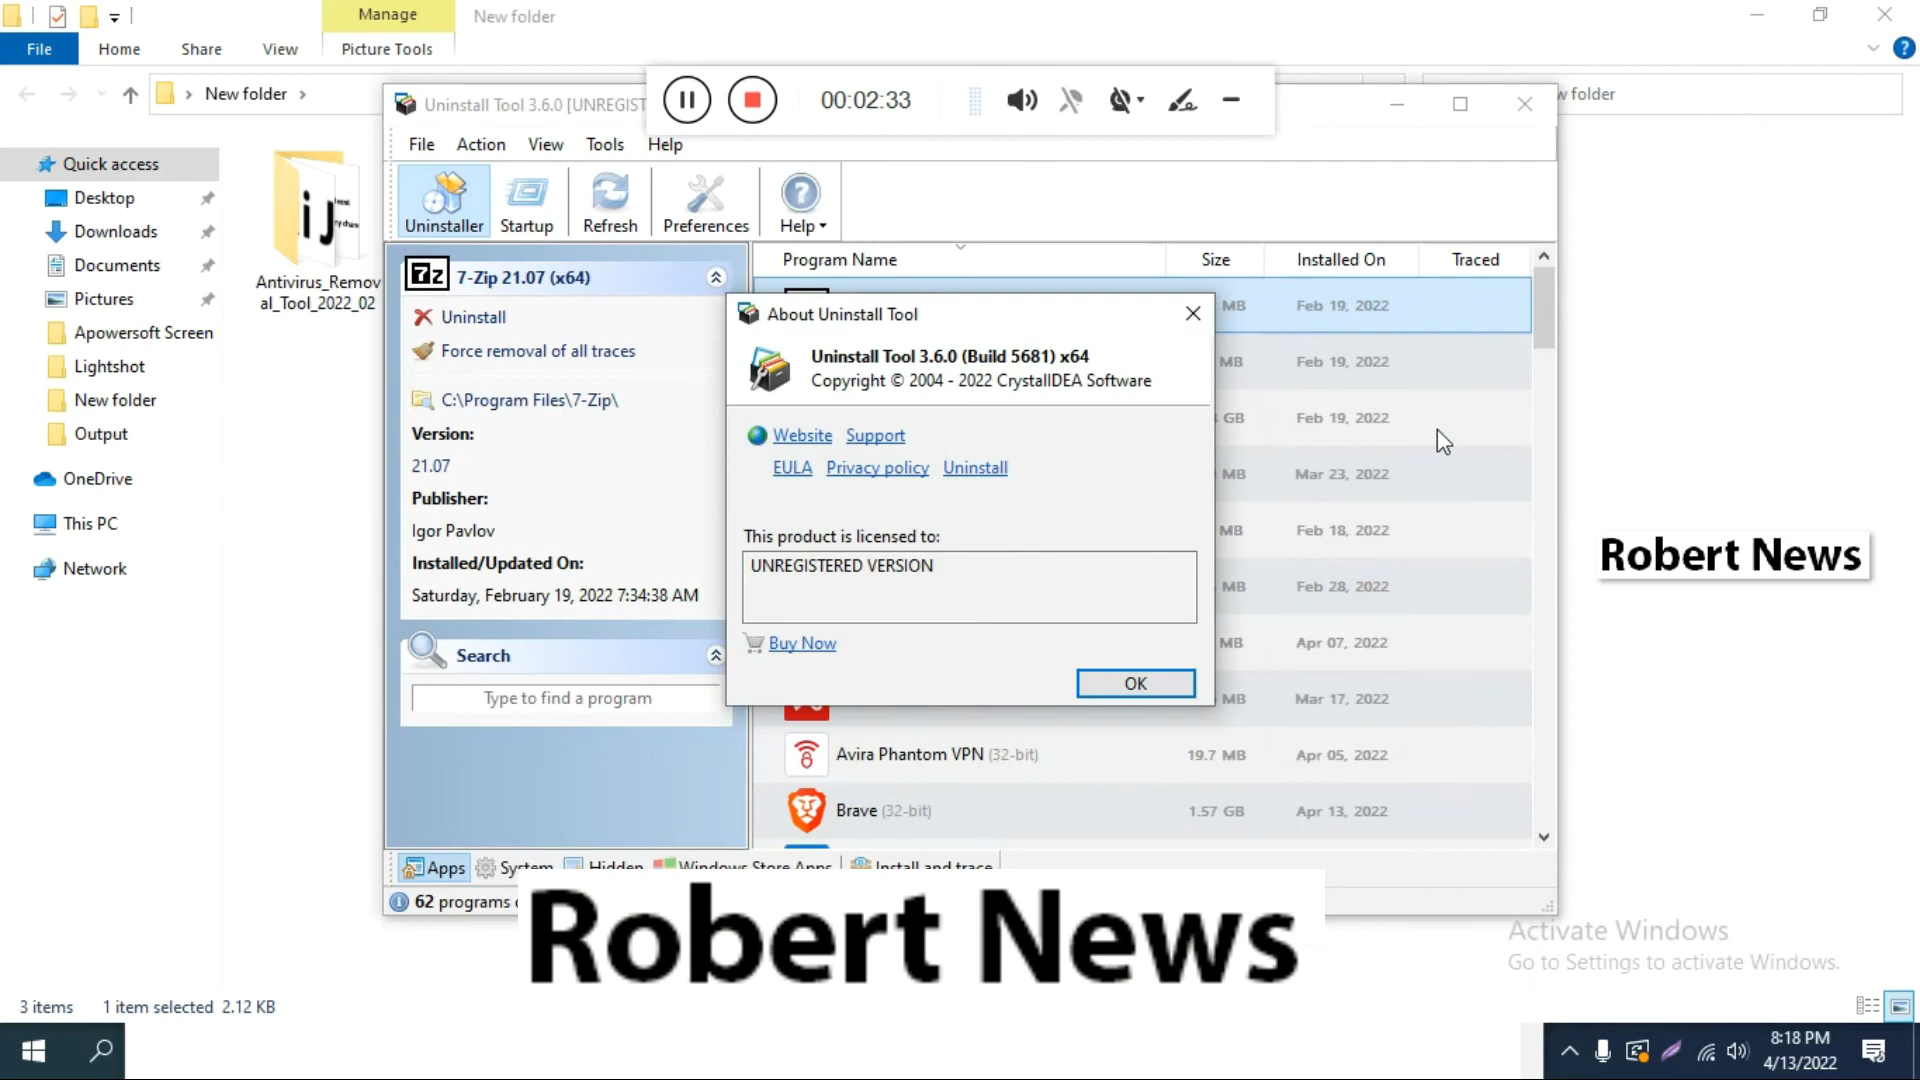 Manage
New folder
File
Home
Share
View
Picture Tools
New folder
Uninstall Tool 3.6.0 [UNREGIST
00:02:33
w folder
File
Action
View
Tools
Help
Quick access
Desktop
Downloads
Documents
Pictures
Apowersoft Screen
Lightshot
New folder
Output
OneDrive
This PC
Network
Antivirus_Remov
al_Tool_2022_02
Uninstaller
Startup
Refresh
Preferences
Help
7-Zip 21.07 (x64)
Uninstall
Force removal of all traces
C:\Program Files\7-Zip\
Version:
21.07
Publisher:
Igor Pavlov
Installed/Updated On:
Saturday, February 19, 2022 7:34:38 AM
Search
Type to find a program
Program Name
Size
Installed On
Traced
MB
Feb 19, 2022
MB
Feb 19, 2022
GB
Feb 19, 2022
MB
Mar 23, 2022
MB
Feb 18, 2022
MB
Feb 28, 2022
MB
Apr 07, 2022
MB
Mar 17, 2022
Avira Phantom VPN (32-bit)
19.7 MB
Apr 05, 2022
Brave (32-bit)
1.57 GB
Apr 13, 2022
About Uninstall Tool
Uninstall Tool 3.6.0 (Build 5681) x64
Copyright © 2004 - 2022 CrystalIDEA Software
Website
Support
EULA
Privacy policy
Uninstall
This product is licensed to:
UNREGISTERED VERSION
Buy Now
OK
Apps
System
Hidden
Windows Store Apps
Install and trace
62 programs
Robert News
Robert News
Activate Windows
Go to Settings to activate Windows.
3 items
1 item selected 2.12 KB
8:18 PM
4/13/2022